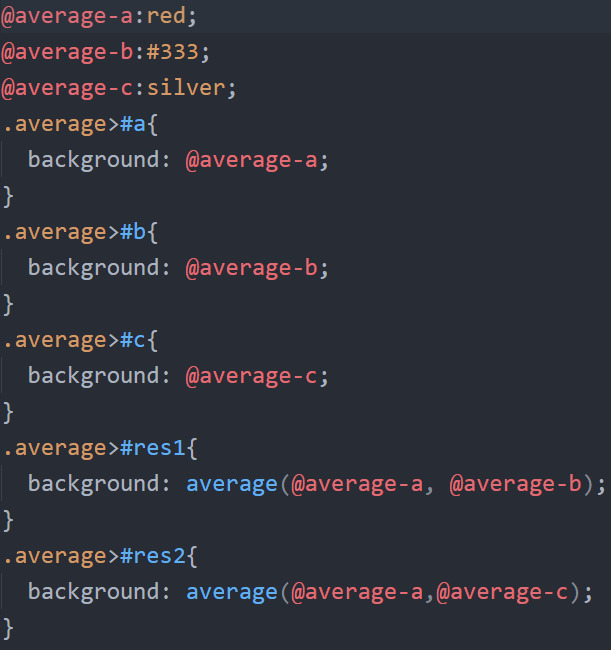 @average-a:red;
@average-b:#333;
@average-c:silver;
.average>#a{
  background: @average-a;
}
.average>#b{
  background: @average-b;
}
.average>#c{
  background: @average-c;
}
.average>#res1{
  background: average(@average-a, @average-b);
}
.average>#res2{
  background: average(@average-a,@average-c);
}